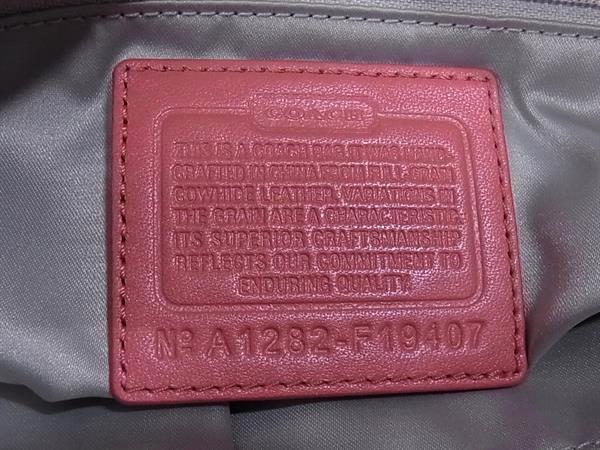 COACH
THIS IS A COACH BAG. IT WAS HAND-
CRAFTED IN CHINA FROM FULL-GRAIN
COWHIDE LEATHER. VARIATIONS IN
THE GRAIN ARE A CHARACTERISTIC.
ITS SUPERIOR CRAFTSMANSHIP
REFLECTS OUR COMMITMENT TO
ENDURING QUALITY.
Nº A1282-F19407